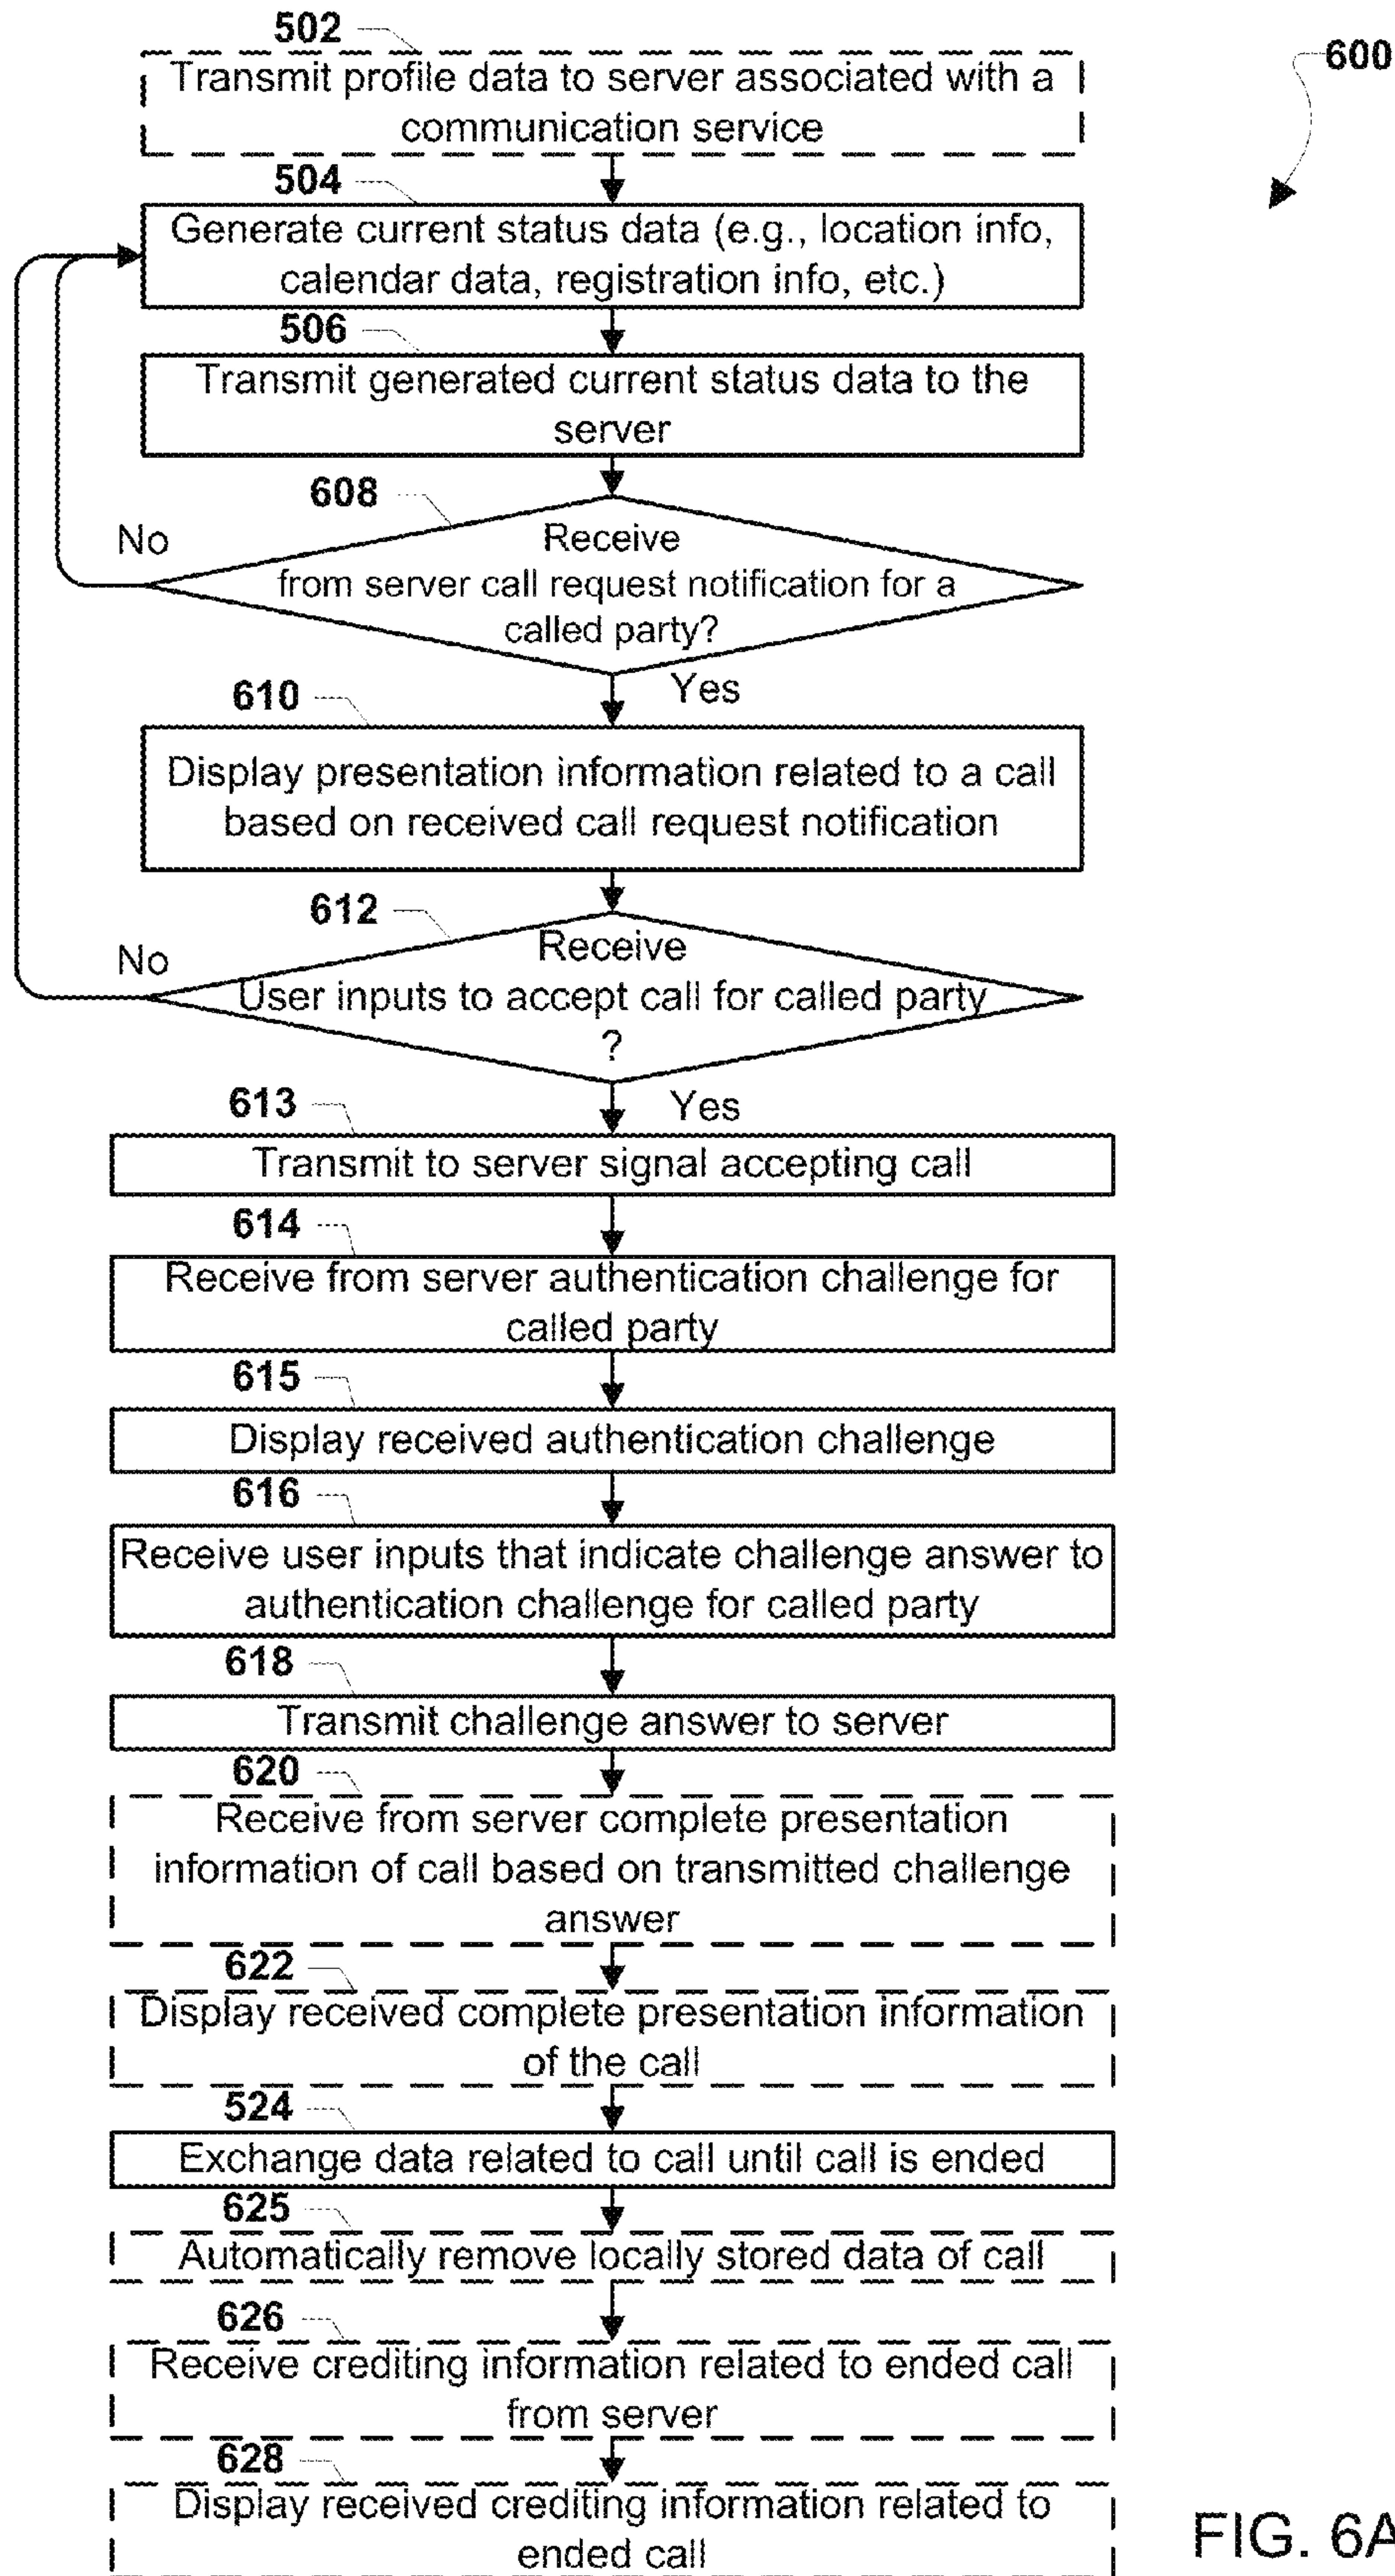 502
600
Transmit profile data to server associated with a
communication service
504
Generate current status data (e.g., location info,
calendar data, registration info, etc.)
506
Transmit generated current status data to the
server
608
No
Receive
from server call request notification for a
called party?
Yes
610
Display presentation information related to a call
based on received call request notification
612
No
Receive
User inputs to accept call for called party
?
Yes
613
Transmit to server signal accepting call
614
Receive from server authentication challenge for
called party
615
Display received authentication challenge
616
Receive user inputs that indicate challenge answer to
authentication challenge for called party
618
Transmit challenge answer to server
620
Receive from server complete presentation
information of call based on transmitted challenge
answer
622
Display received complete presentation information
of the call
524
Exchange data related to call until call is ended
625
Automatically remove locally stored data of call
626
Receive crediting information related to ended call
from server
628
Display received crediting information related to
ended call
FIG. 6A